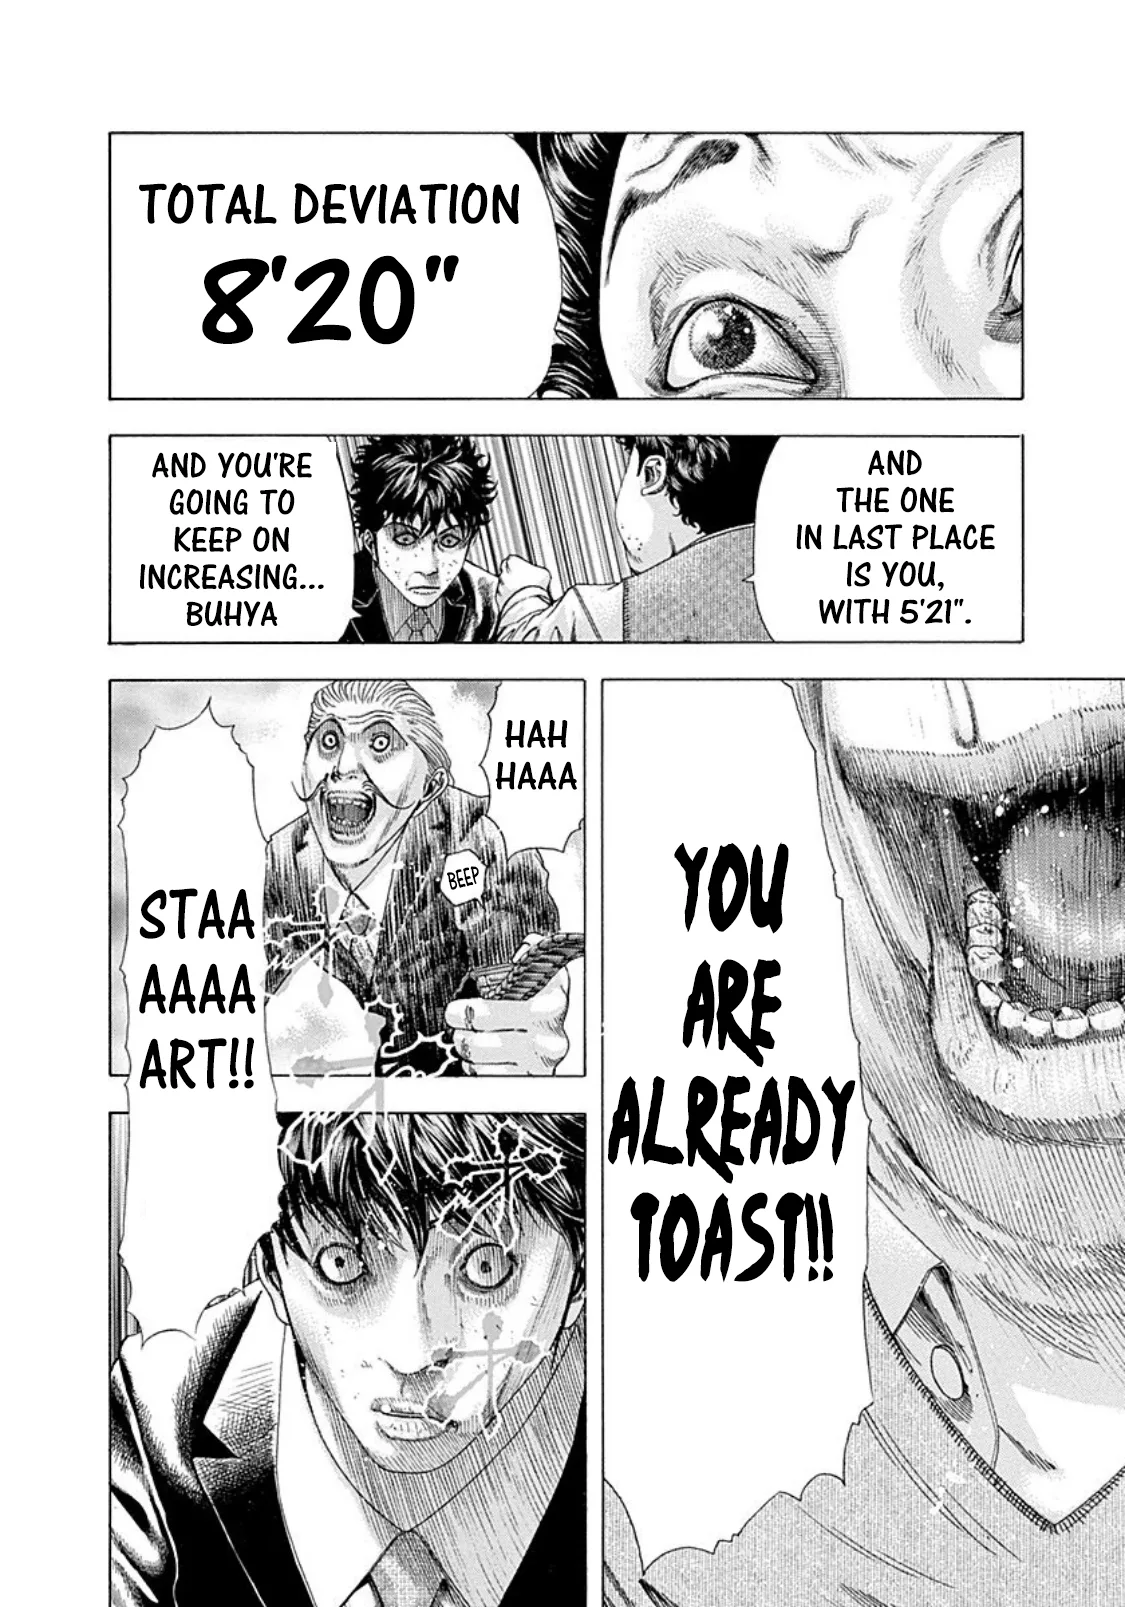 TOTAL DEVIATION
8'20"
AND
THE ONE
IN LAST PLACE
IS YOU,
WITH 5'21".
AND YOU'RE
GOING TO
KEEP ON
INCREASING...
BUHYA
YOU
ARE
ALREADY
TOAST!!
HAH
HAAA
BEEP
STAA
AAAA
ART!!